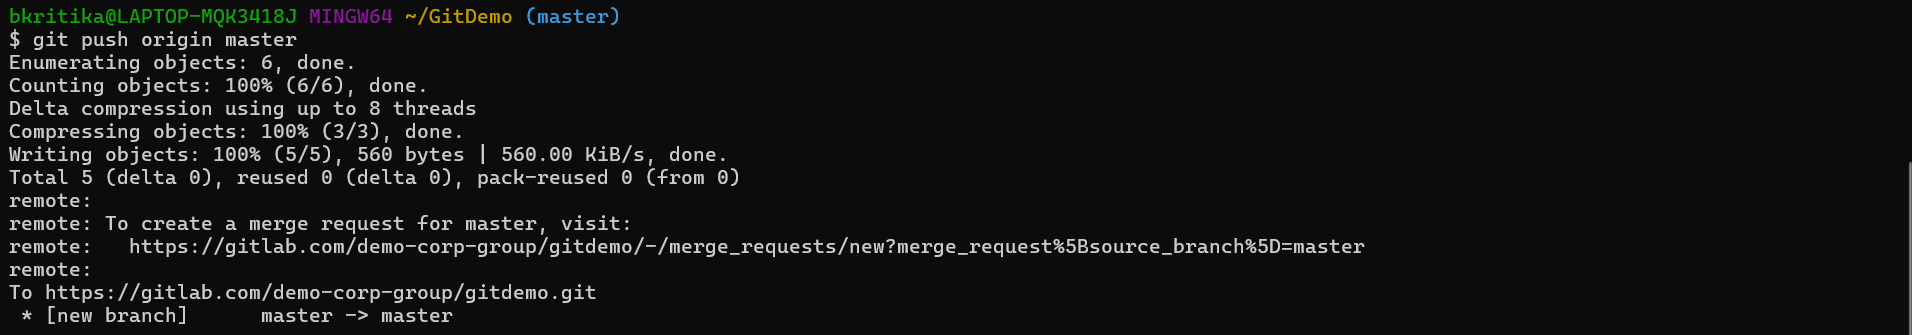 bkritika@LAPTOP-MQK3418J MINGW64 ~/GitDemo (master)
$ git push origin master
Enumerating objects: 6, done.
Counting objects: 100% (6/6), done.
Delta compression using up to 8 threads
Compressing objects: 100% (3/3), done.
Writing objects: 100% (5/5), 560 bytes | 560.00 KiB/s, done.
Total 5 (delta 0), reused 0 (delta 0), pack-reused 0 (from 0)
remote:
remote: To create a merge request for master, visit:
remote:   https://gitlab.com/demo-corp-group/gitdemo/-/merge_requests/new?merge_request%5Bsource_branch%5D=master
remote:
To https://gitlab.com/demo-corp-group/gitdemo.git
 * [new branch]      master -> master